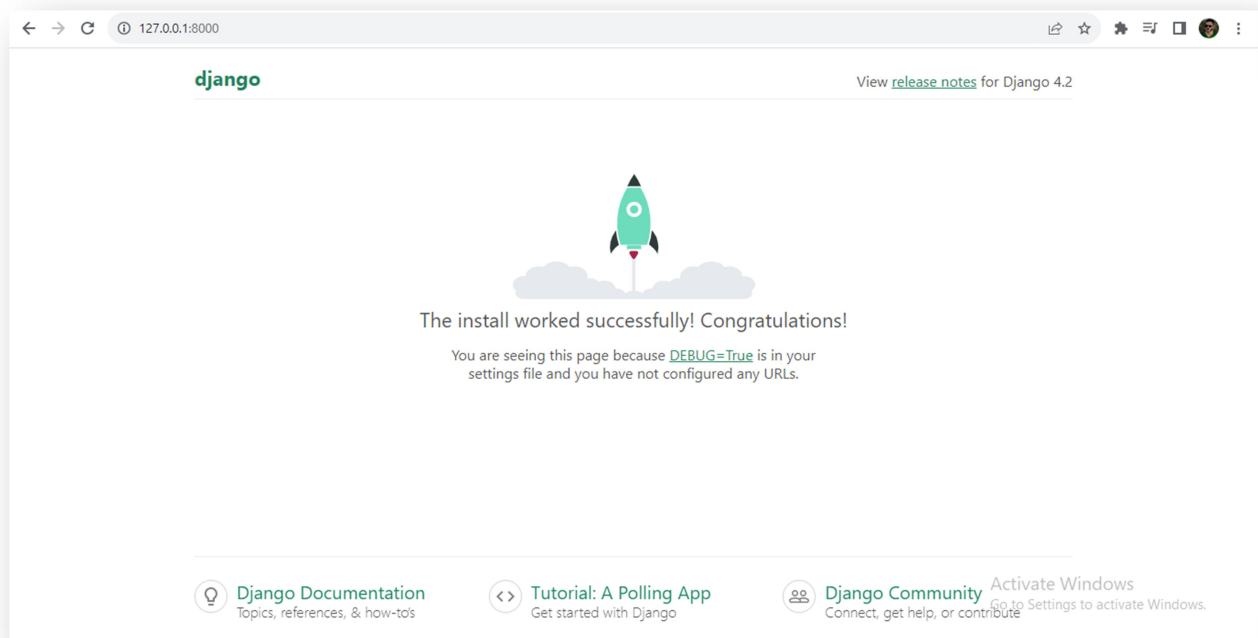 127.0.0.1:8000
django
View release notes for Django 4.2
The install worked successfully! Congratulations!
You are seeing this page because DEBUG=True is in your
settings file and you have not configured any URLs.
Django Documentation
Topics, references, & how-to's
Tutorial: A Polling App
Get started with Django
Django Community
Connect, get help, or contribute
Activate Windows
Go to Settings to activate Windows.